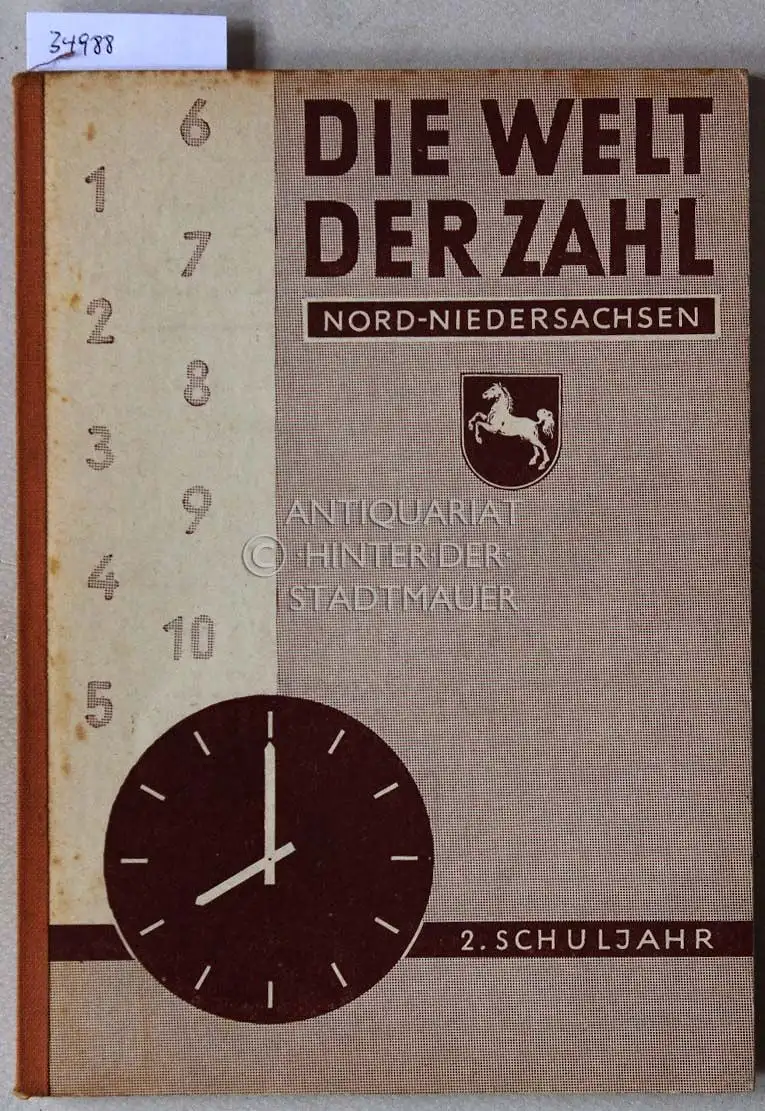 34988
DIE WELT
DER ZAHL
NORD-NIEDERSACHSEN
6
1
7
2
8
3
9
4
10
5
ANTIQUARIAT
© ·HINTER·DER·
STADTMAUER
2. SCHULJAHR